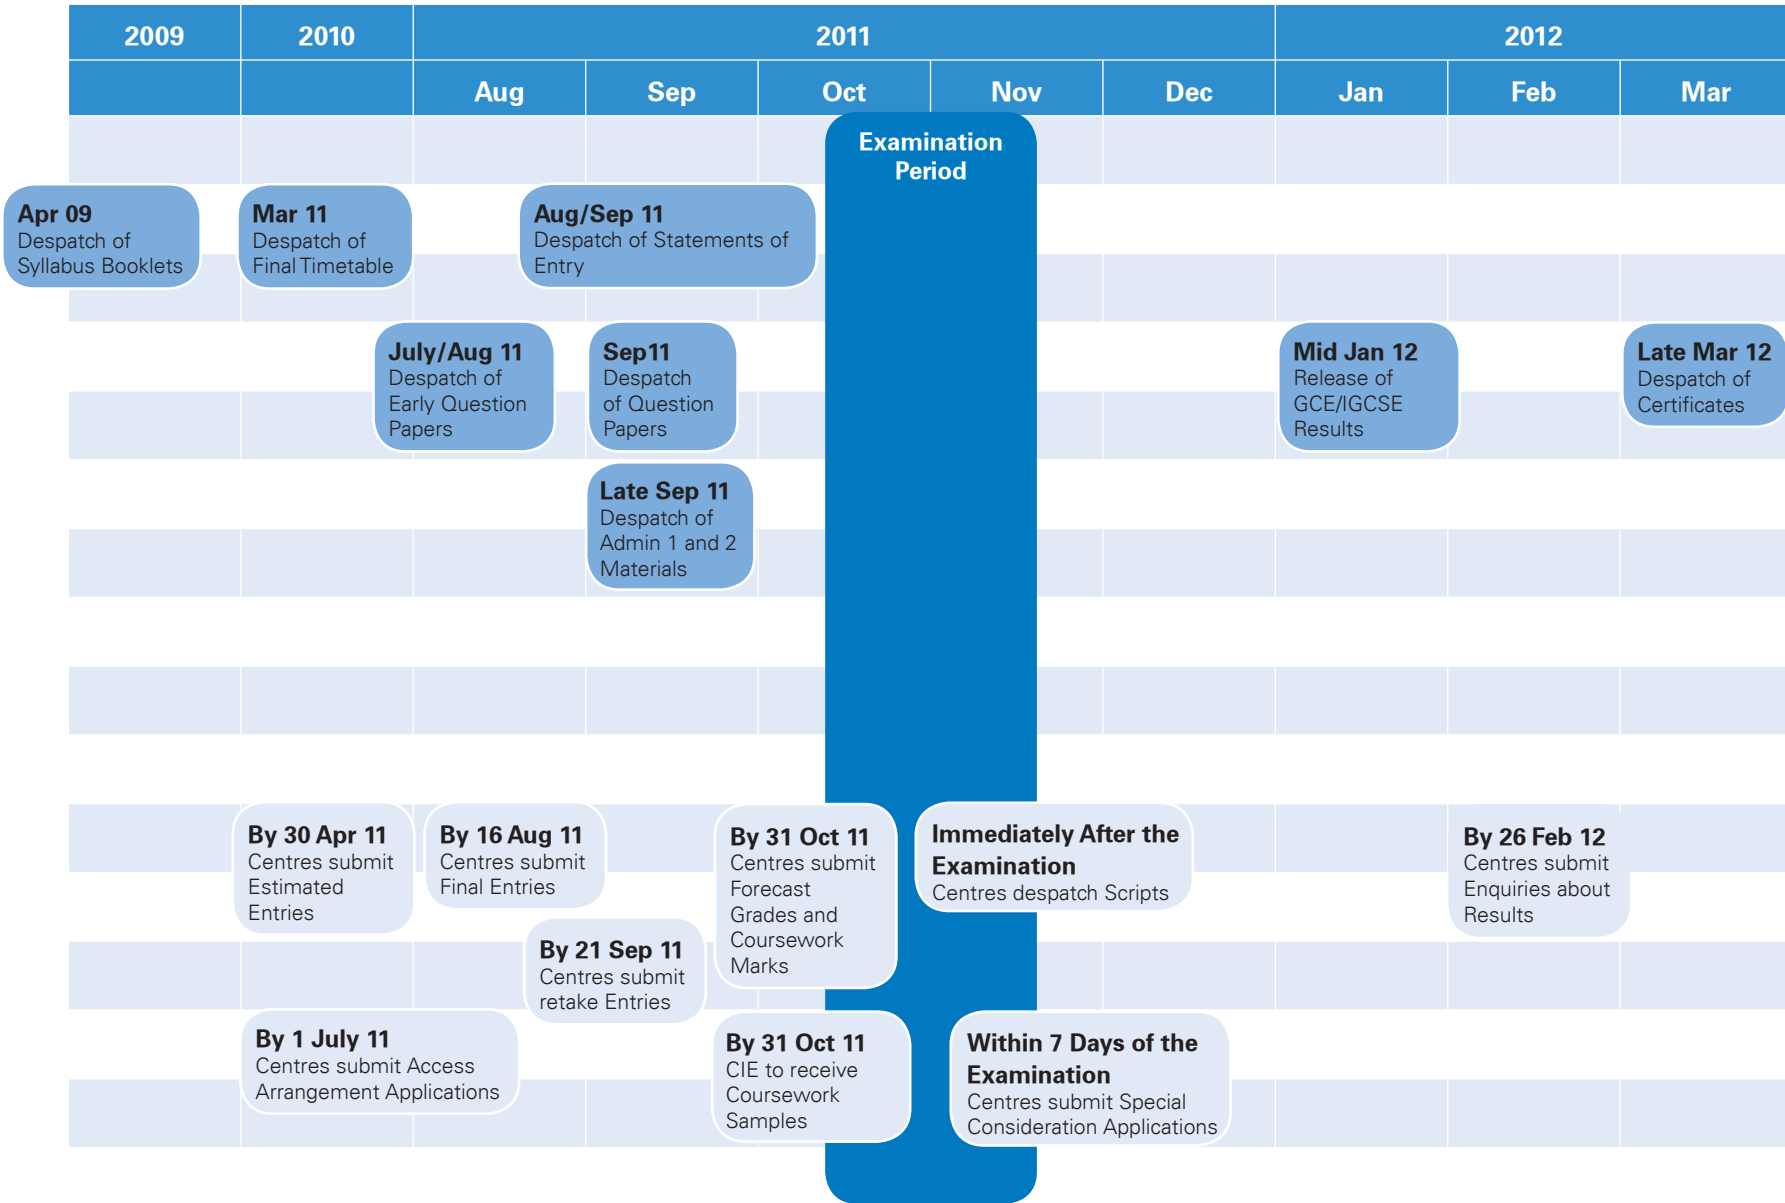 2009
2010
2011
2012
Aug
Sep
Oct
Nov
Dec
Jan
Feb
Mar
Examination
Period
Apr 09
Despatch of
Syllabus Booklets
Mar 11
Despatch of
Final Timetable
Aug/Sep 11
Despatch of Statements of
Entry
July/Aug 11
Despatch of
Early Question
Papers
Sep11
Despatch
of Question
Papers
Mid Jan 12
Release of
GCE/IGCSE
Results
Late Mar 12
Despatch of
Certificates
Late Sep 11
Despatch of
Admin 1 and 2
Materials
By 30 Apr 11
Centres submit
Estimated
Entries
By 16 Aug 11
Centres submit
Final Entries
By 31 Oct 11
Centres submit
Forecast
Grades and
Coursework
Marks
Immediately After the
Examination
Centres despatch Scripts
By 26 Feb 12
Centres submit
Enquiries about
Results
By 21 Sep 11
Centres submit
retake Entries
By 1 July 11
Centres submit Access
Arrangement Applications
By 31 Oct 11
CIE to receive
Coursework
Samples
Within 7 Days of the
Examination
Centres submit Special
Consideration Applications